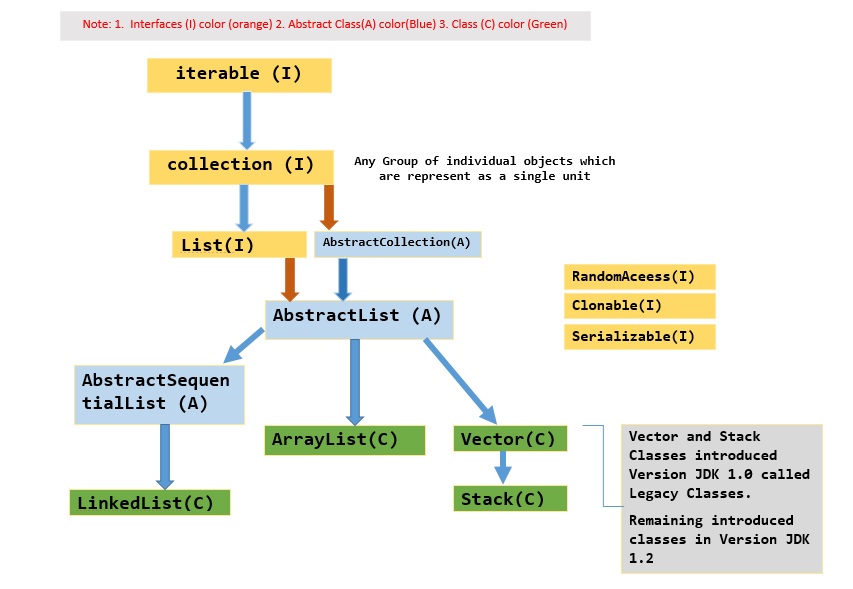 Note: 1. Interfaces (I) color (orange) 2. Abstract Class(A) color(Blue) 3. Class (C) color (Green)
iterable (I)
collection (I)
Any Group of individual objects which
are represent as a single unit
List(I)
AbstractCollection(A)
RandomAceess(I)
Clonable(I)
Serializable(I)
AbstractList (A)
AbstractSequen
tialList (A)
ArrayList(C)
Vector(C)
LinkedList(C)
Stack(C)
Vector and Stack
Classes introduced
Version JDK 1.0 called
Legacy Classes.
Remaining introduced
classes in Version JDK
1.2